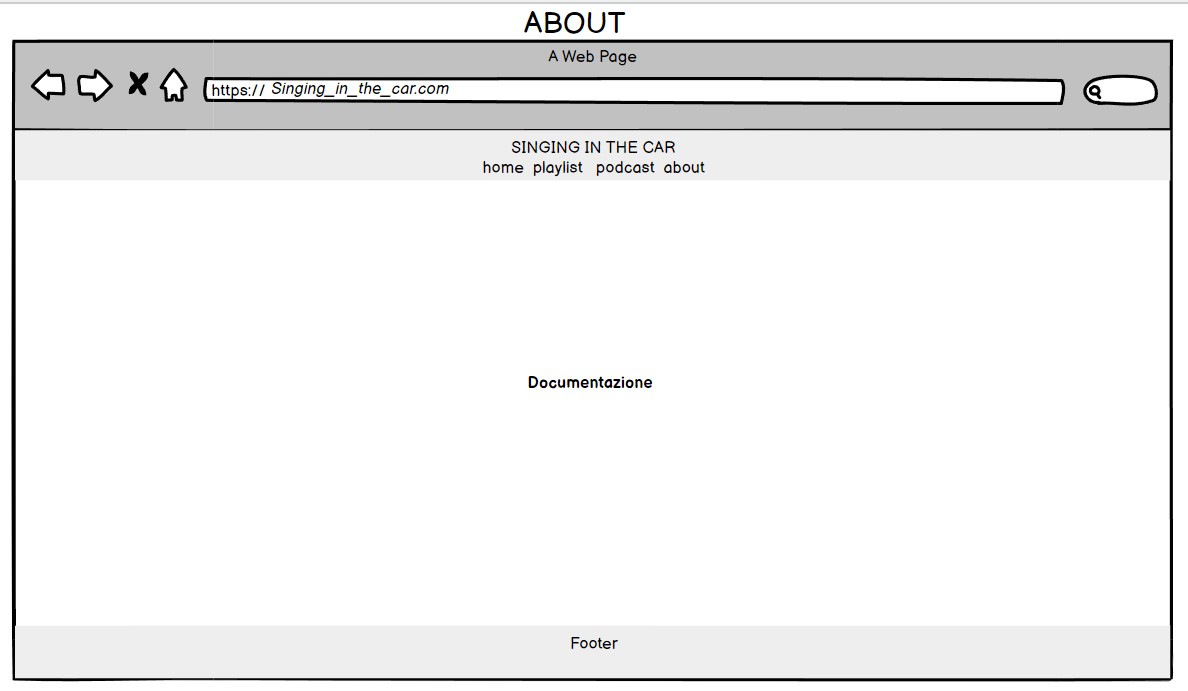 ABOUT
A Web Page
https:// Singing_in_the_car.com
SINGING IN THE CAR
home playlist podcast about
Documentazione
Footer